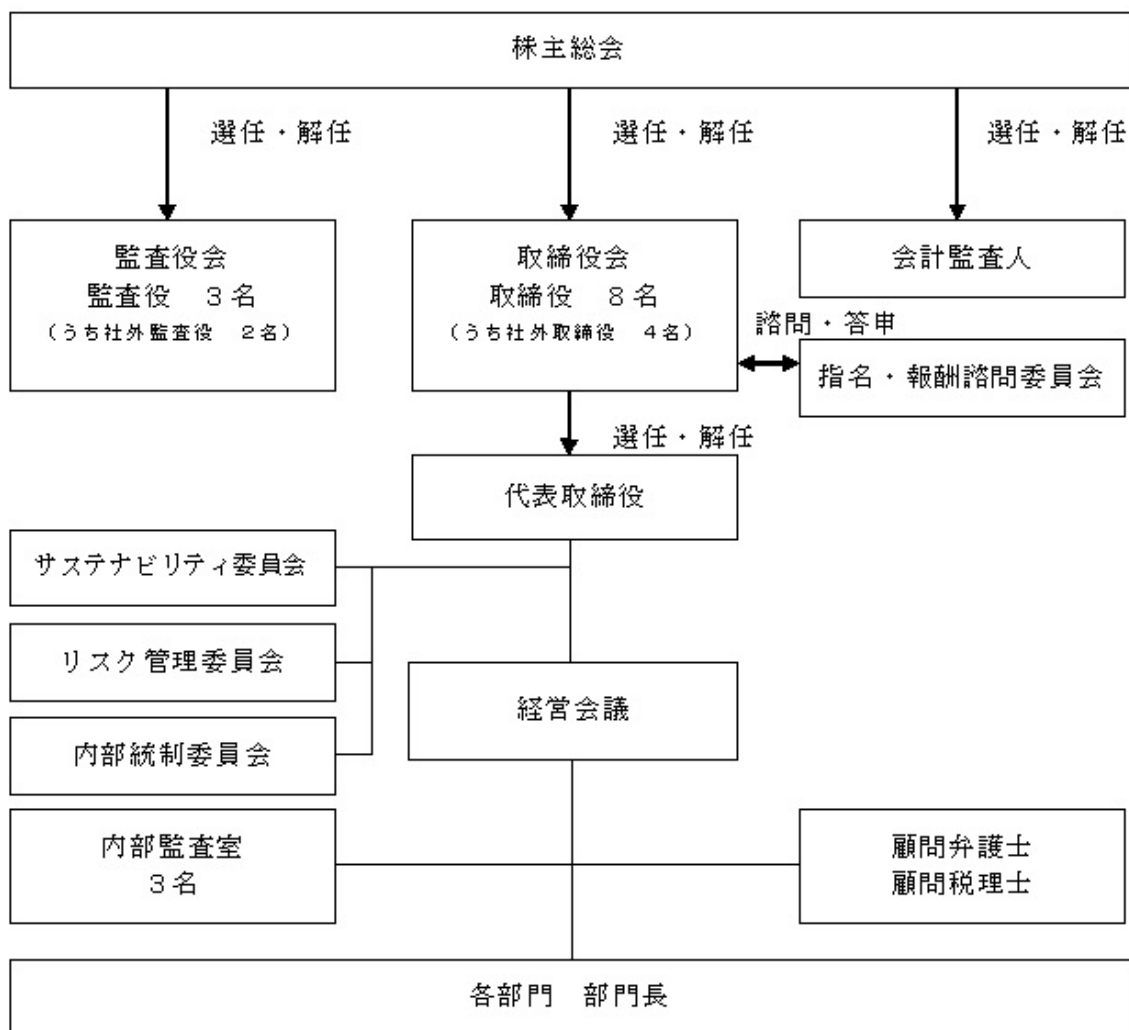 株主総会
選任・解任
選任・解任
選任・解任
監査役会
監査役　3名
(うち社外監査役　2名)
取締役会
取締役　8名
(うち社外取締役　4名)
会計監査人
諮問・答申
指名・報酬諮問委員会
選任・解任
代表取締役
サステナビリティ委員会
リスク管理委員会
経営会議
内部統制委員会
内部監査室
3名
顧問弁護士
顧問税理士
各部門　部門長